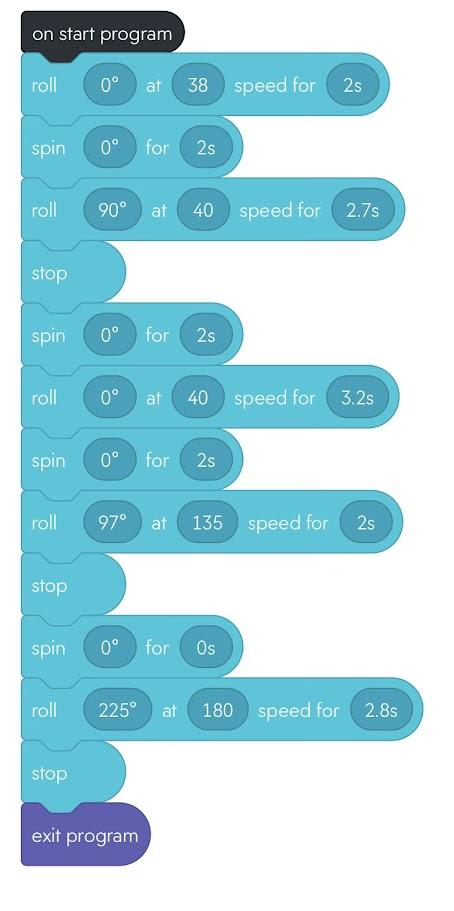 on start program
roll 0° at 38 speed for 2s
spin 0° for 2s
roll 90° at 40 speed for 2.7s
stop
spin 0° for 2s
roll 0° at 40 speed for 3.2s
spin 0° for 2s
roll 97° at 135 speed for 2s
stop
spin 0° for 0s
roll 225° at 180 speed for 2.8s
stop
exit program